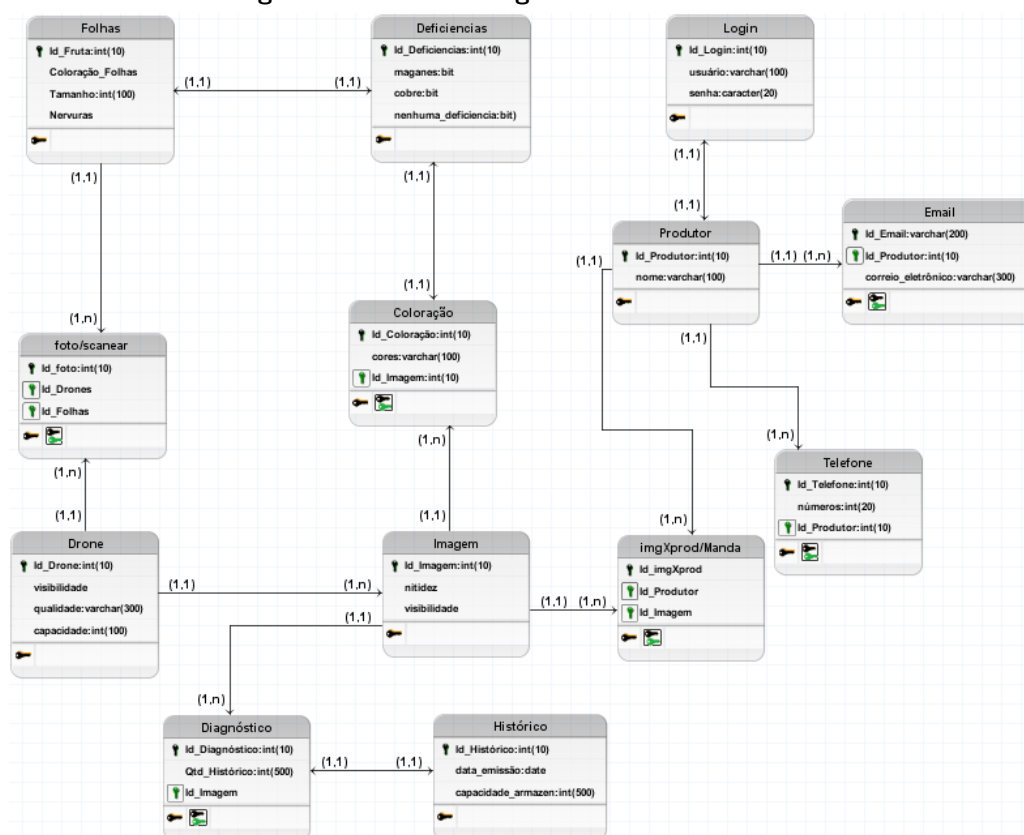 Folhas
Id_Fruta:int(10)
Coloração_Folhas
Tamanho:int(100)
Nervuras
(1,1)
(1,1)
Deficiencias
Id_Deficiencias:int(10)
maganes:bit
cobre:bit
nenhuma_deficiencia:bit)
Login
Id_Login:int(10)
usuário:varchar(100)
senha:caracter(20)
(1,1)
(1,1)
(1,1)
(1,1)
Produtor
Id_Produtor:int(10)
nome:varchar(100)
(1,1) (1,n)
Email
Id_Email:varchar(200)
Id_Produtor:int(10)
correio_eletrônico:varchar(300)
(1,1)
(1,1)
(1,n)
foto/scanear
Id_foto:int(10)
Id_Drones
Id_Folhas
Coloração
Id_Coloração:int(10)
cores:varchar(100)
Id_Imagem:int(10)
(1,1)
(1,n)
(1,n)
(1,n)
Telefone
Id_Telefone:int(10)
números:int(20)
Id_Produtor:int(10)
(1,1)
(1,1)
(1,n)
Drone
Id_Drone:int(10)
visibilidade
qualidade:varchar(300)
capacidade:int(100)
(1,1)
(1,n)
Imagem
Id_Imagem:int(10)
nitidez
visibilidade
(1,1) (1,n)
imgXprod/Manda
Id_imgXprod
Id_Produtor
Id_Imagem
(1,1)
(1,n)
Diagnóstico
Id_Diagnóstico:int(10)
Qtd_Histórico:int(500)
Id_Imagem
(1,1)
(1,1)
Histórico
Id_Histórico:int(10)
data_emissão:date
capacidade_armazen:int(500)